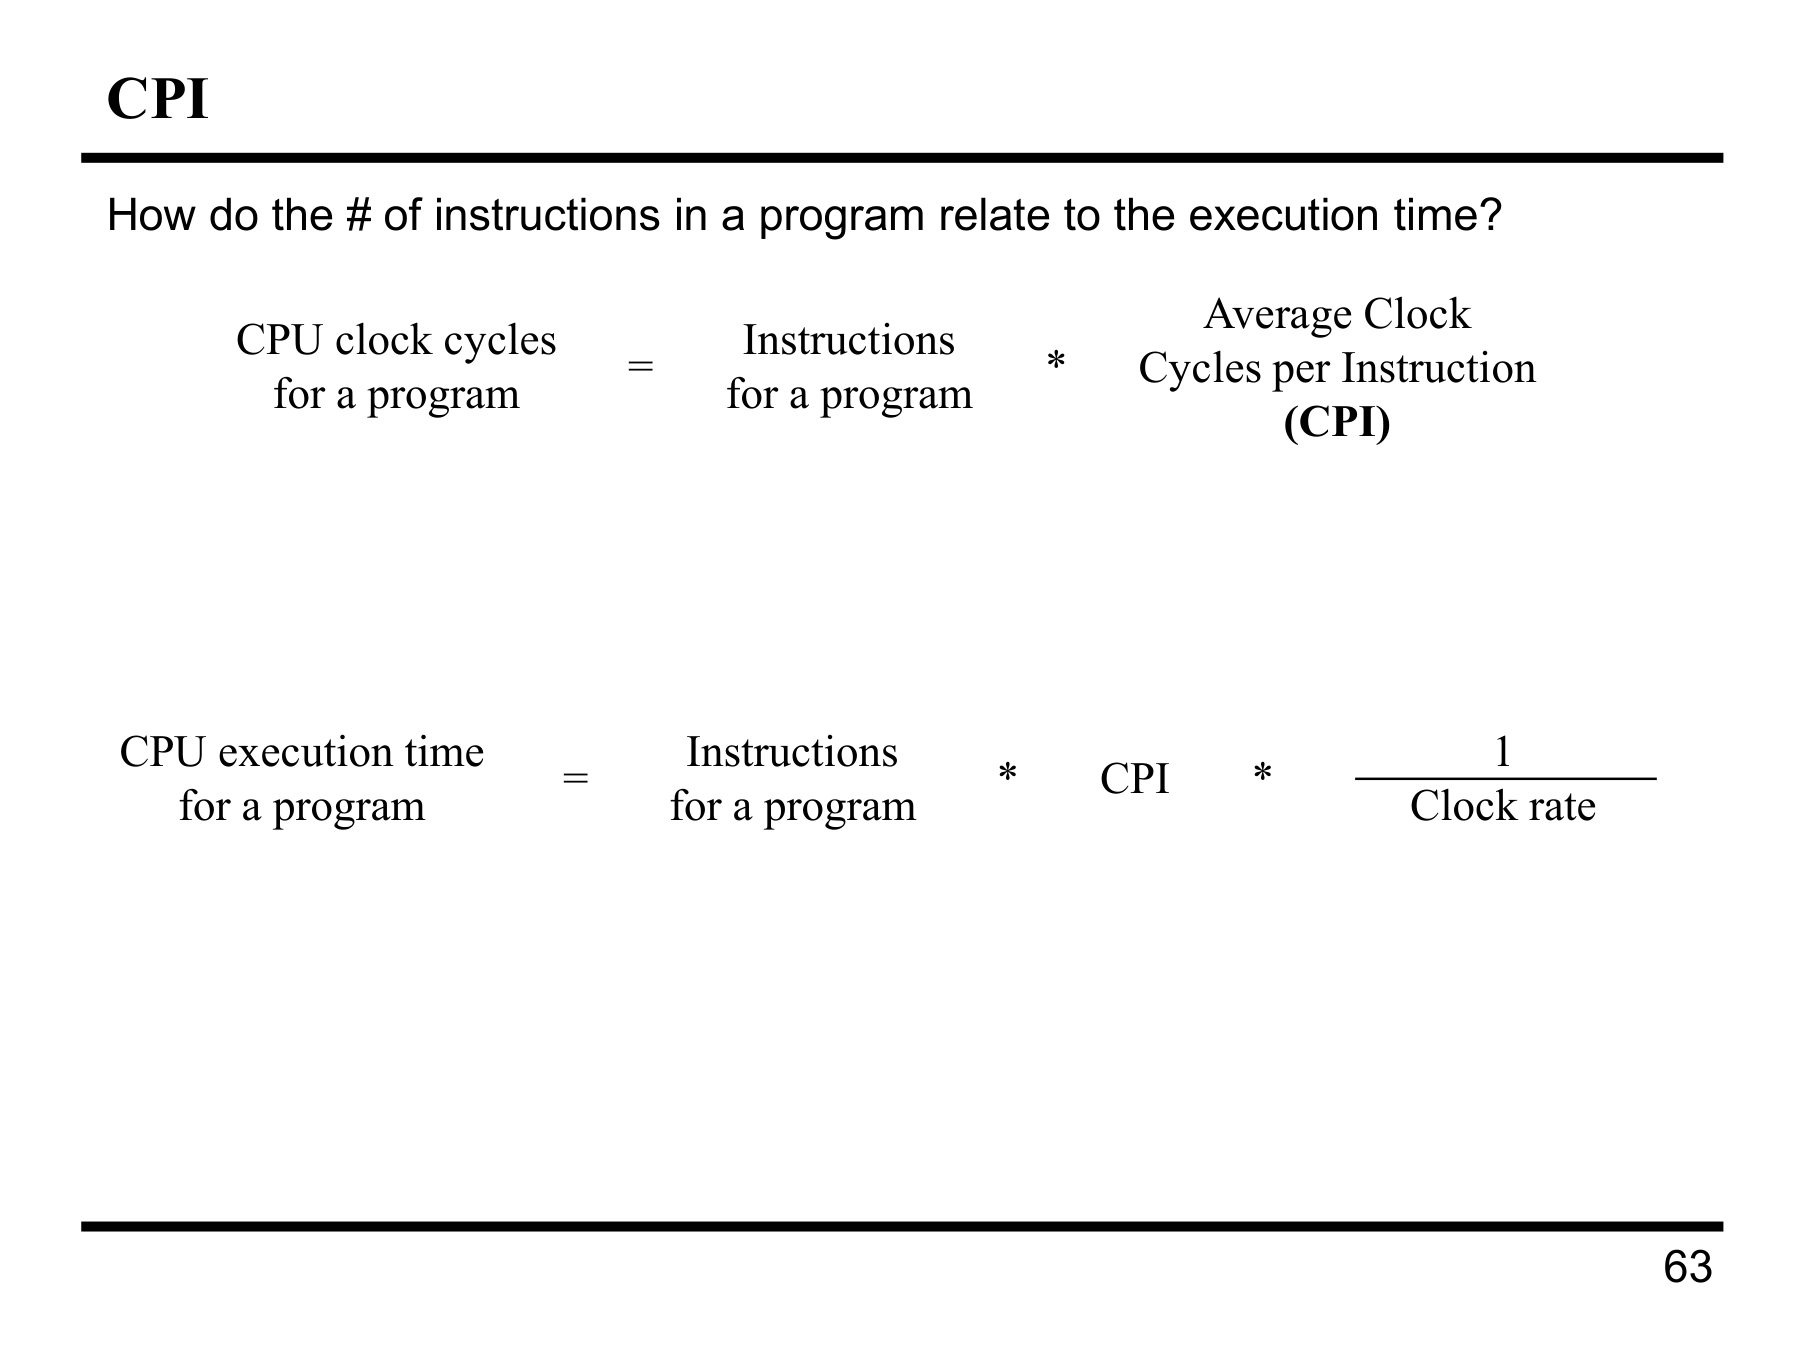 CPI
How do the # of instructions in a program relate to the execution time?
CPU clock cycles
for a program
=
Instructions
for a program
*
Average Clock
Cycles per Instruction
(CPI)
CPU execution time
for a program
=
Instructions
for a program
*
CPI
*
1
Clock rate
63